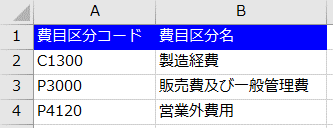 A B
1 費目区分コード 費目区分名
2 C1300 製造経費
3 P3000 販売費及び一般管理費
4 P4120 営業外費用